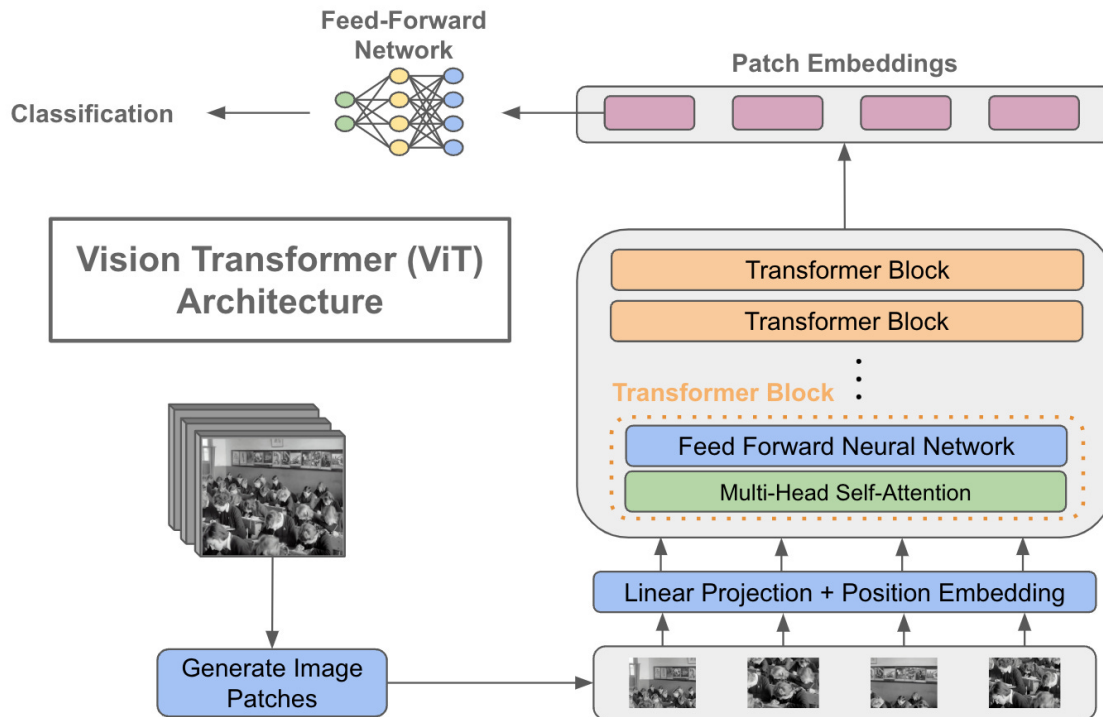 Feed-Forward
Network
Patch Embeddings
Classification
Vision Transformer (ViT)
Architecture
Transformer Block
Transformer Block
Transformer Block
Feed Forward Neural Network
Multi-Head Self-Attention
Linear Projection + Position Embedding
Generate Image
Patches